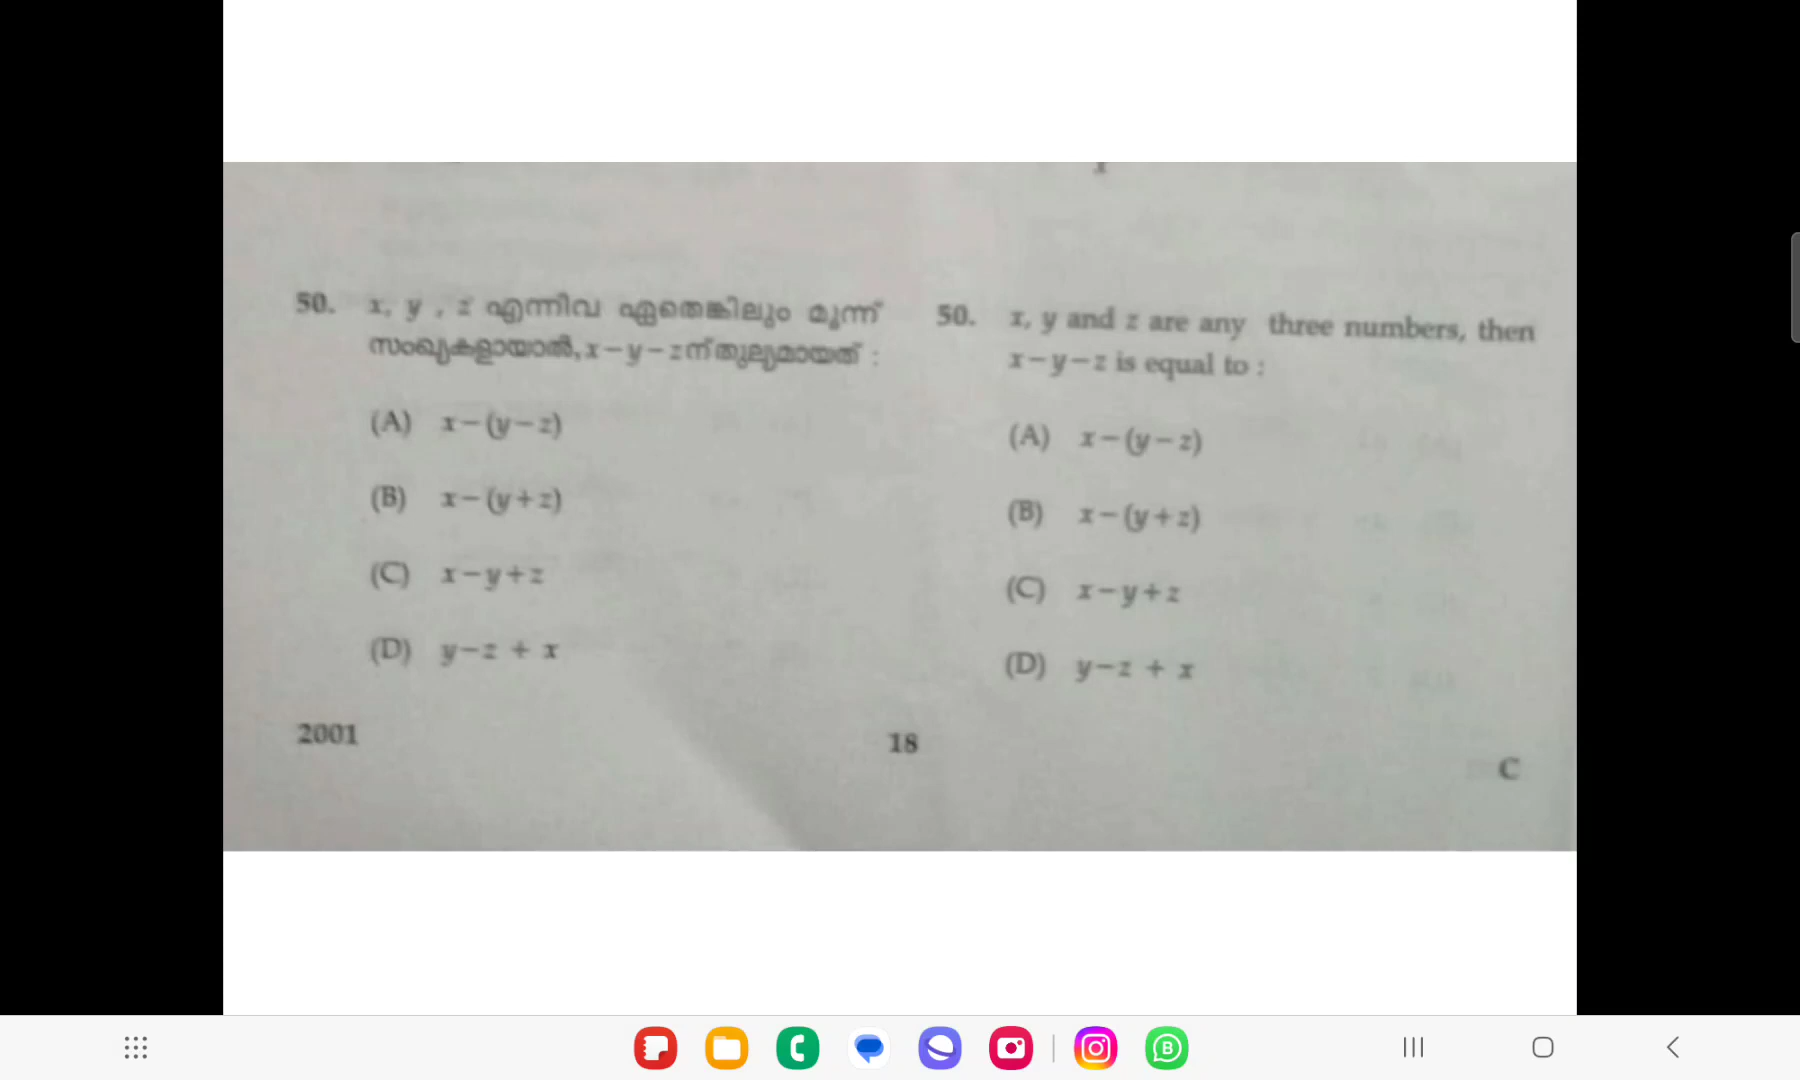 50. x, y , z എന്നിവ ഏതെങ്കിലും മൂന്ന്
സംഖ്യകളായാൽ, x – y – z ന് തുല്യമായത് :
(A) x – (y – z)
(B) x – (y + z)
(C) x – y + z
(D) y – z + x
50. x, y and z are any three numbers, then
x – y – z is equal to :
(A) x – (y – z)
(B) x – (y + z)
(C) x – y + z
(D) y – z + x
2001
18
C